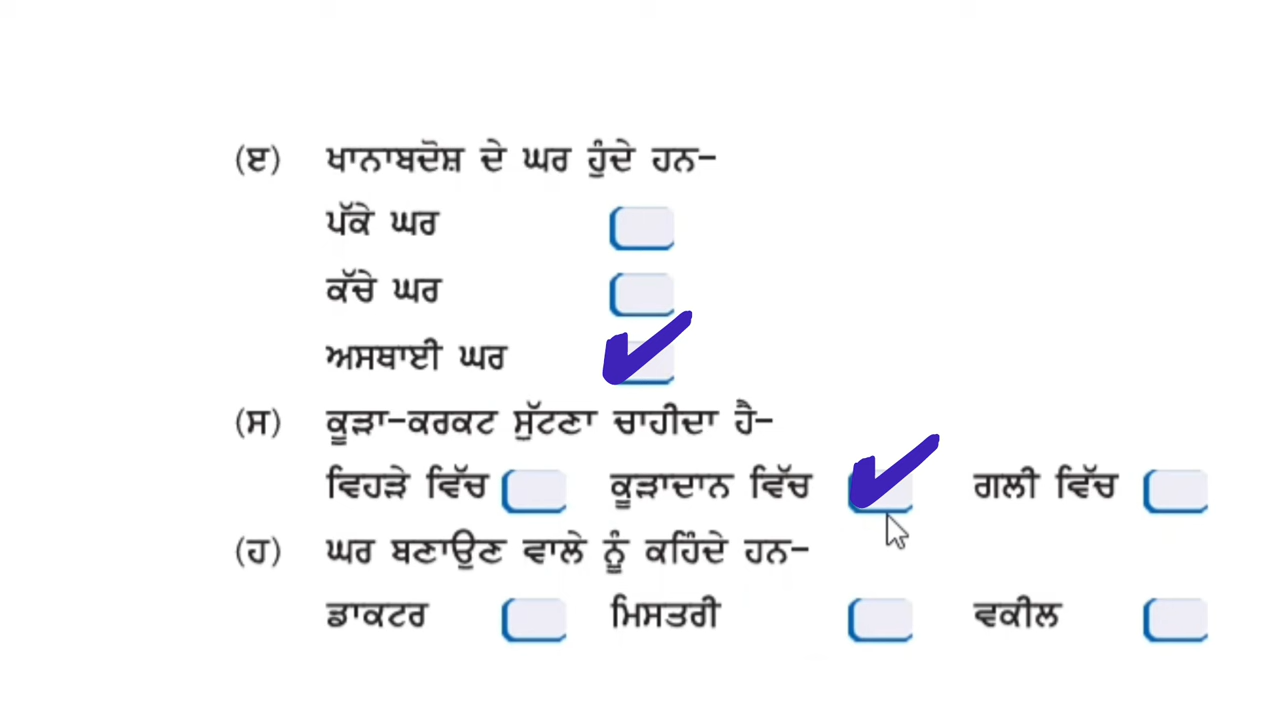 (ੲ) ਖਾਨਾਬਦੋਸ਼ ਦੇ ਘਰ ਹੁੰਦੇ ਹਨ-
ਪੱਕੇ ਘਰ
ਕੱਚੇ ਘਰ
ਅਸਥਾਈ ਘਰ
(ਸ) ਕੂੜਾ-ਕਰਕਟ ਸੁੱਟਣਾ ਚਾਹੀਦਾ ਹੈ-
ਵਿਹੜੇ ਵਿੱਚ ਕੂੜਾਦਾਨ ਵਿੱਚ ਗਲੀ ਵਿੱਚ
(ਹ) ਘਰ ਬਣਾਉਣ ਵਾਲੇ ਨੂੰ ਕਹਿੰਦੇ ਹਨ-
ਡਾਕਟਰ ਮਿਸਤਰੀ ਵਕੀਲ